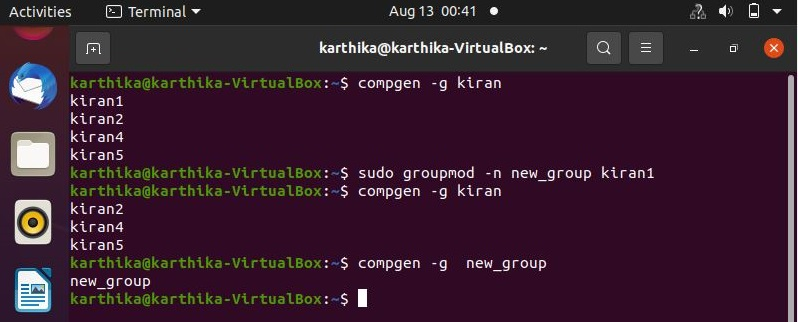 Activities Terminal Aug 13 00:41
karthika@karthika-VirtualBox: ~
karthika@karthika-VirtualBox:~$ compgen -g kiran
kiran1
kiran2
kiran4
kiran5
karthika@karthika-VirtualBox:~$ sudo groupmod -n new_group kiran1
karthika@karthika-VirtualBox:~$ compgen -g kiran
kiran2
kiran4
kiran5
karthika@karthika-VirtualBox:~$ compgen -g  new_group
new_group
karthika@karthika-VirtualBox:~$